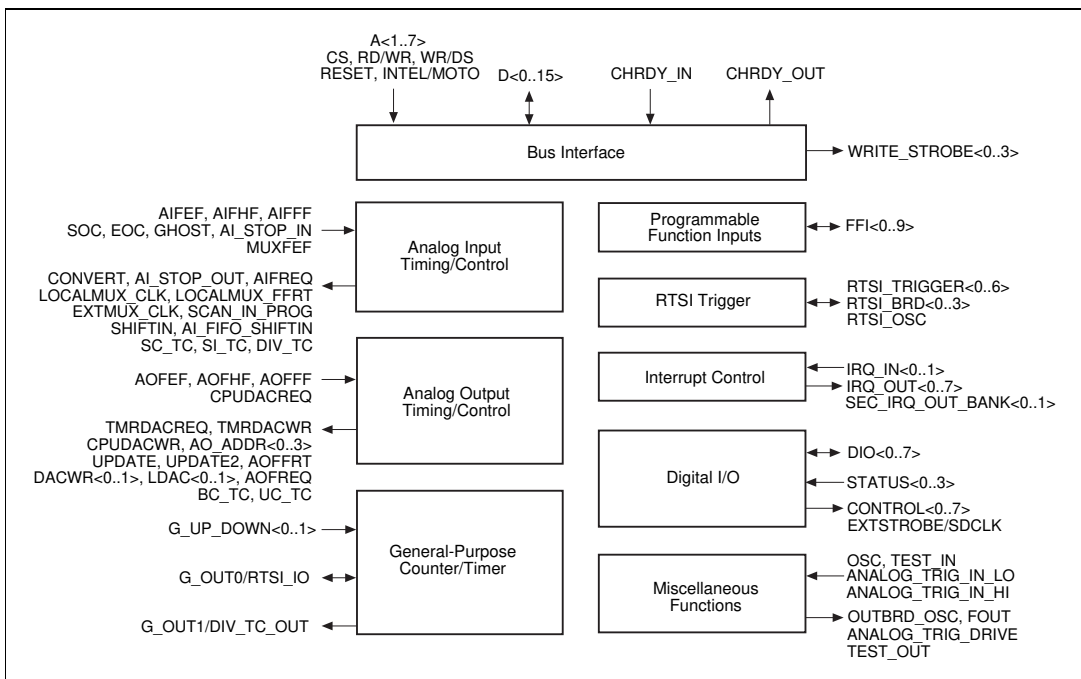 A<1..7>
CS, RD/WR, WR/DS
RESET, INTEL/MOTO
D<0..15>
CHRDY_IN
CHRDY_OUT
Bus Interface
WRITE_STROBE<0..3>
AIFEF, AIFHF, AIFFF
SOC, EOC, GHOST, AI_STOP_IN
MUXFEF
Analog Input
Timing/Control
CONVERT, AI_STOP_OUT, AIFREQ
LOCALMUX_CLK, LOCALMUX_FFRT
EXTMUX_CLK, SCAN_IN_PROG
SHIFTIN, AI_FIFO_SHIFTIN
SC_TC, SI_TC, DIV_TC
AOFEF, AOFHF, AOFFF
CPUDACREQ
Analog Output
Timing/Control
TMRDACREQ, TMRDACWR
CPUDACWR, AO_ADDR<0..3>
UPDATE, UPDATE2, AOFFRT
DACWR<0..1>, LDAC<0..1>, AOFREQ
BC_TC, UC_TC
G_UP_DOWN<0..1>
General-Purpose
Counter/Timer
G_OUT0/RTSI_IO
G_OUT1/DIV_TC_OUT
Programmable
Function Inputs
FFI<0..9>
RTSI Trigger
RTSI_TRIGGER<0..6>
RTSI_BRD<0..3>
RTSI_OSC
Interrupt Control
IRQ_IN<0..1>
IRQ_OUT<0..7>
SEC_IRQ_OUT_BANK<0..1>
Digital I/O
DIO<0..7>
STATUS<0..3>
CONTROL<0..7>
EXTSTROBE/SDCLK
Miscellaneous
Functions
OSC, TEST_IN
ANALOG_TRIG_IN_LO
ANALOG_TRIG_IN_HI
OUTBRD_OSC, FOUT
ANALOG_TRIG_DRIVE
TEST_OUT